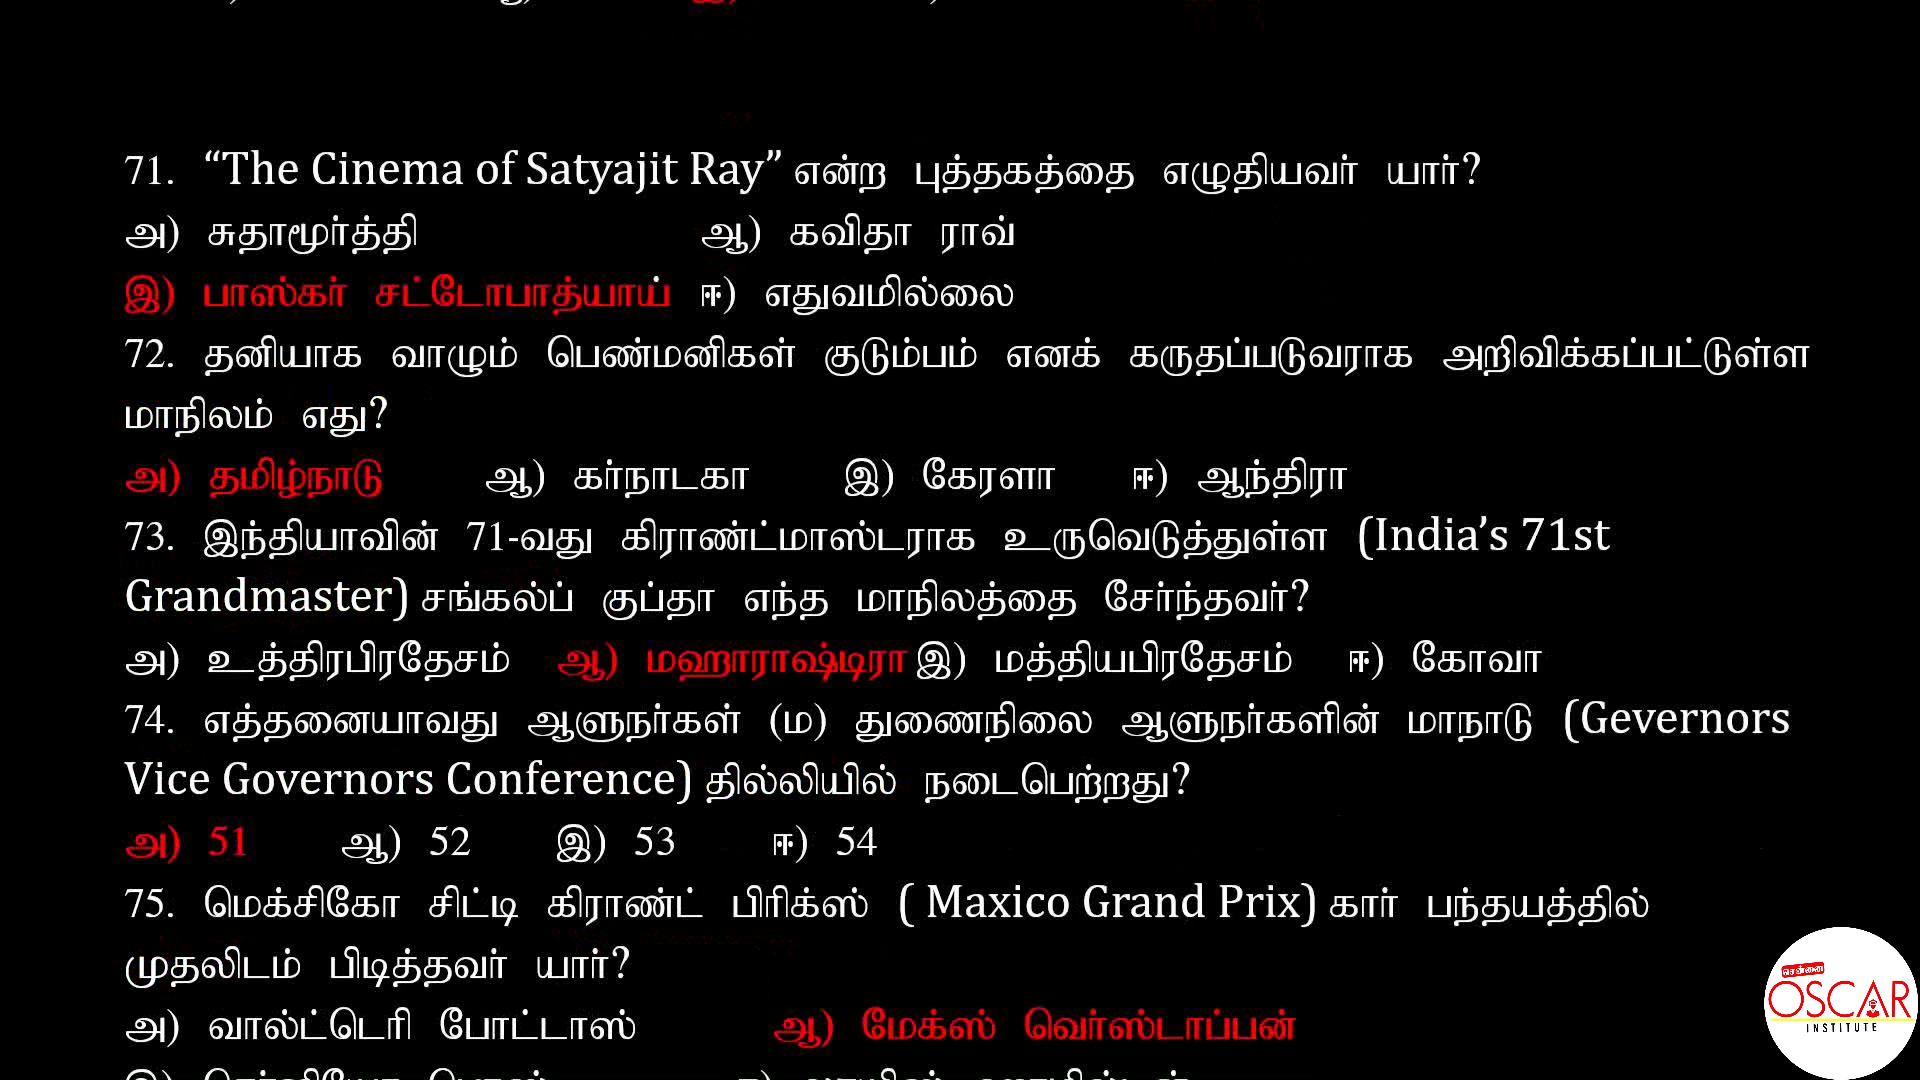 71. “The Cinema of Satyajit Ray” என்ற புத்தகத்தை எழுதியவர் யார்?
அ) சுதாமூர்த்தி ஆ) கவிதா ராவ்
இ) பாஸ்கர் சட்டோபாத்யாய் ஈ) எதுவமில்லை
72. தனியாக வாழும் பெண்மனிகள் குடும்பம் எனக் கருதப்படுவராக அறிவிக்கப்பட்டுள்ள
மாநிலம் எது?
அ) தமிழ்நாடு ஆ) கர்நாடகா இ) கேரளா ஈ) ஆந்திரா
73. இந்தியாவின் 71-வது கிராண்ட்மாஸ்டராக உருவெடுத்துள்ள (India’s 71st
Grandmaster) சங்கல்ப் குப்தா எந்த மாநிலத்தை சேர்ந்தவர்?
அ) உத்திரபிரதேசம் ஆ) மஹாராஷ்டிரா இ) மத்தியபிரதேசம் ஈ) கோவா
74. எத்தனையாவது ஆளுநர்கள் (ம) துணைநிலை ஆளுநர்களின் மாநாடு (Gevernors
Vice Governors Conference) தில்லியில் நடைபெற்றது?
அ) 51 ஆ) 52 இ) 53 ஈ) 54
75. மெக்சிகோ சிட்டி கிராண்ட் பிரிக்ஸ் ( Maxico Grand Prix) கார் பந்தயத்தில்
முதலிடம் பிடித்தவர் யார்?
அ) வால்ட்டெரி போட்டாஸ் ஆ) மேக்ஸ் வெர்ஸ்டாப்பன்
சென்னை
OSCAR
INSTITUTE